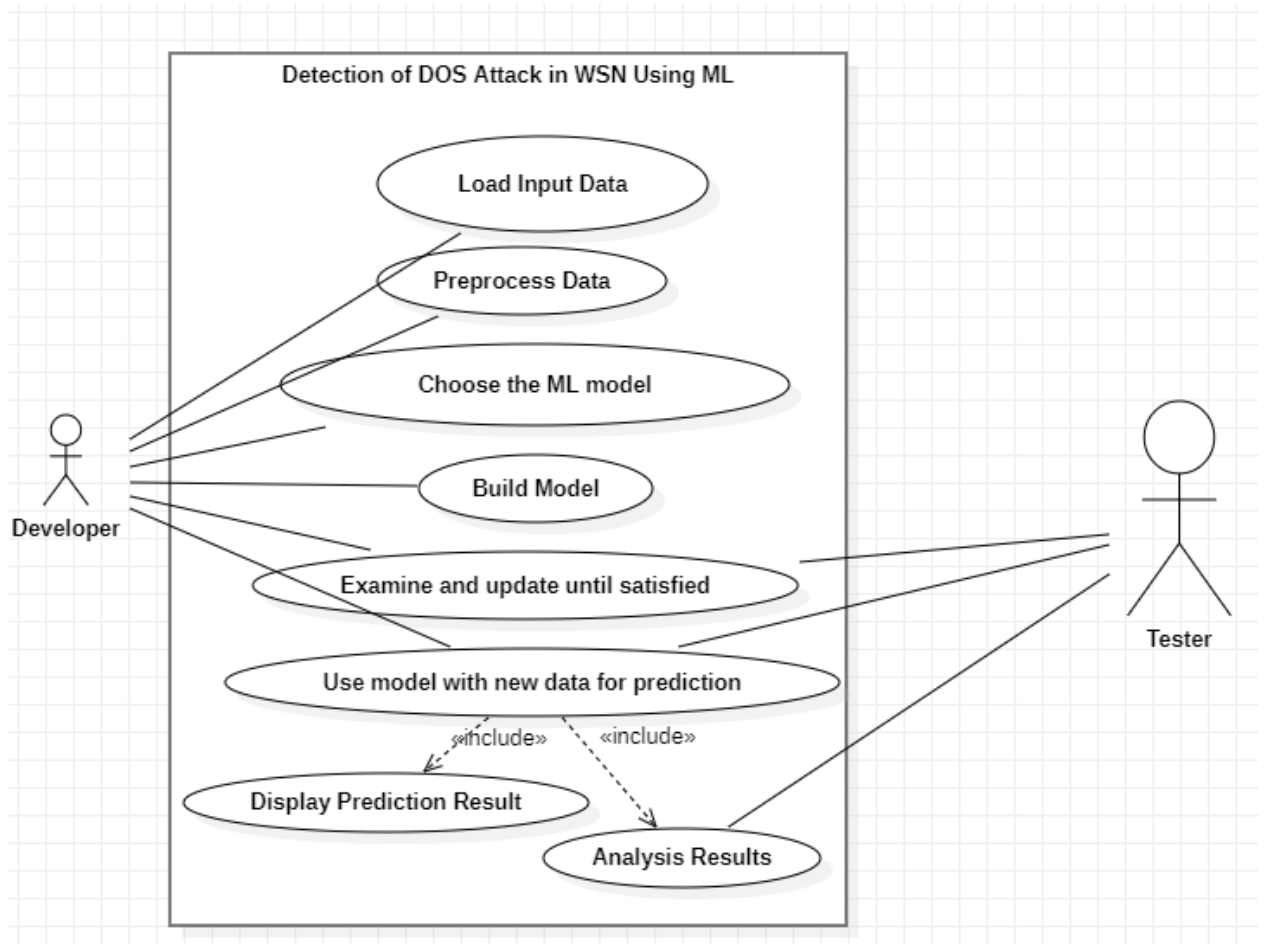 Detection of DOS Attack in WSN Using ML
Load Input Data
Preprocess Data
Choose the ML model
Build Model
Developer
Examine and update until satisfied
Tester
Use model with new data for prediction
«include»
«include»
Display Prediction Result
Analysis Results